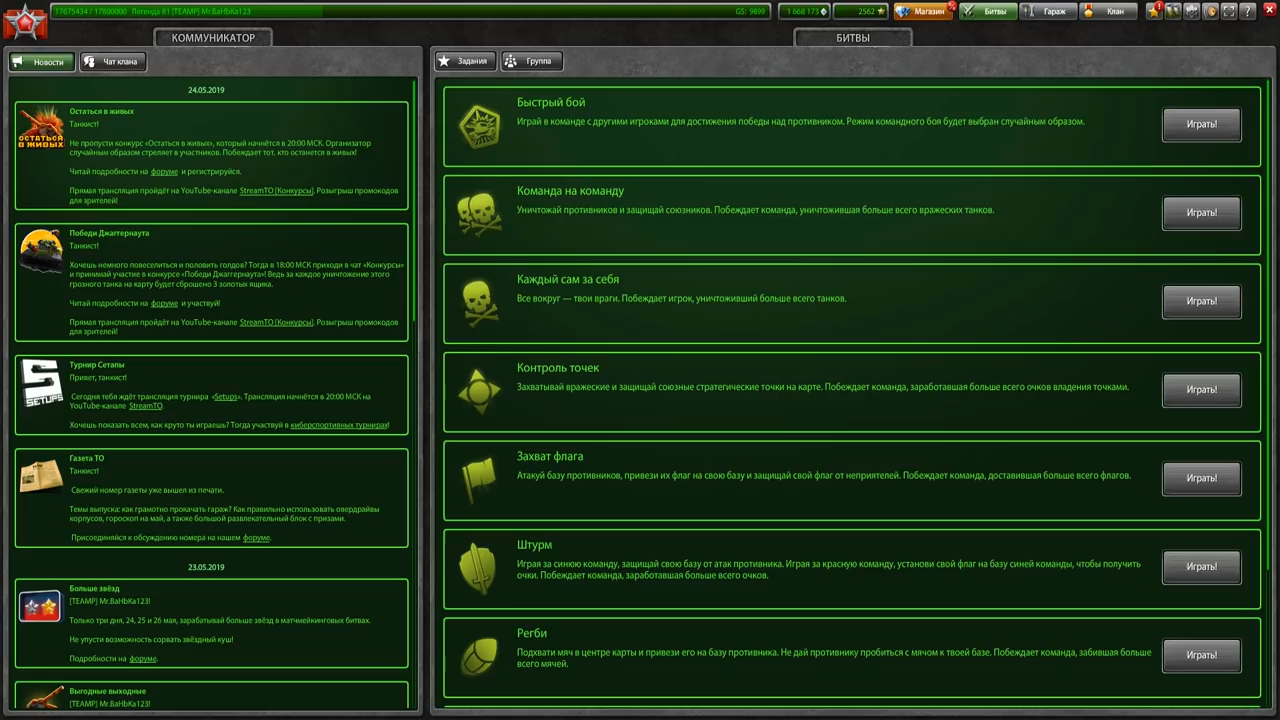 17675434 / 17800000 Легенда 81 [TEAMP] Mr.BaHbKa123
GS: 9899
1 668 173
2562
Магазин
Битвы
Гараж
Клан
КОММУНИКАТОР
БИТВЫ
Новости
Чат клана
Задания
Группа
24.05.2019
Остаться в живых
Танкист!
Не пропусти конкурс «Остаться в живых», который начнётся в 20:00 МСК. Организатор
случайным образом стреляет в участников. Побеждает тот, кто останется в живых!
Читай подробности на форуме и регистрируйся.
Прямая трансляция пройдёт на YouTube-канале StreamTO [Конкурсы]. Розыгрыш промокодов
для зрителей!
ОСТАТЬСЯ
В ЖИВЫХ
Победи Джаггернаута
Танкист!
Хочешь немного повеселиться и половить голдов? Тогда в 18:00 МСК приходи в чат «Конкурсы»
и принимай участие в конкурсе «Победи Джаггернаута»! Ведь за каждое уничтожение этого
грозного танка на карту будет сброшено 3 золотых ящика.
Читай подробности на форуме и участвуй!
Прямая трансляция пройдёт на YouTube-канале StreamTO [Конкурсы]. Розыгрыш промокодов
для зрителей!
Турнир Сетапы
Привет, танкист!
Сегодня тебя ждёт трансляция турнира «Setups». Трансляция начнётся в 20:00 МСК на
YouTube-канале StreamTO.
Хочешь показать всем, как круто ты играешь? Тогда участвуй в киберспортивных турнирах!
SETUPS
Газета ТО
Танкист!
Свежий номер газеты уже вышел из печати.
Темы выпуска: как грамотно прокачать гараж? Как правильно использовать овердрайвы
корпусов, гороскоп на май, а также большой развлекательный блок с призами.
Присоединяйся к обсуждению номера на нашем форуме.
23.05.2019
Больше звёзд
[TEAMP] Mr.BaHbKa123!
Только три дня, 24, 25 и 26 мая, зарабатывай больше звёзд в матчмейкинговых битвах.
Не упусти возможность сорвать звёздный куш!
Подробности на форуме.
Выгодные выходные
[TEAMP] Mr.BaHbKa123!
Быстрый бой
Играй в команде с другими игроками для достижения победы над противником. Режим командного боя будет выбран случайным образом.
Играть!
Команда на команду
Уничтожай противников и защищай союзников. Побеждает команда, уничтожившая больше всего вражеских танков.
Играть!
Каждый сам за себя
Все вокруг — твои враги. Побеждает игрок, уничтоживший больше всего танков.
Играть!
Контроль точек
Захватывай вражеские и защищай союзные стратегические точки на карте. Побеждает команда, заработавшая больше всего очков владения точками.
Играть!
Захват флага
Атакуй базу противников, привези их флаг на свою базу и защищай свой флаг от неприятелей. Побеждает команда, доставившая больше всего флагов.
Играть!
Штурм
Играя за синюю команду, защищай свою базу от атак противника. Играя за красную команду, установи свой флаг на базу синей команды, чтобы получить
очки. Побеждает команда, заработавшая больше всего очков.
Играть!
Регби
Подхвати мяч в центре карты и привези его на базу противника. Не дай противнику пробиться с мячом к твоей базе. Побеждает команда, забившая больше
всего мячей.
Играть!